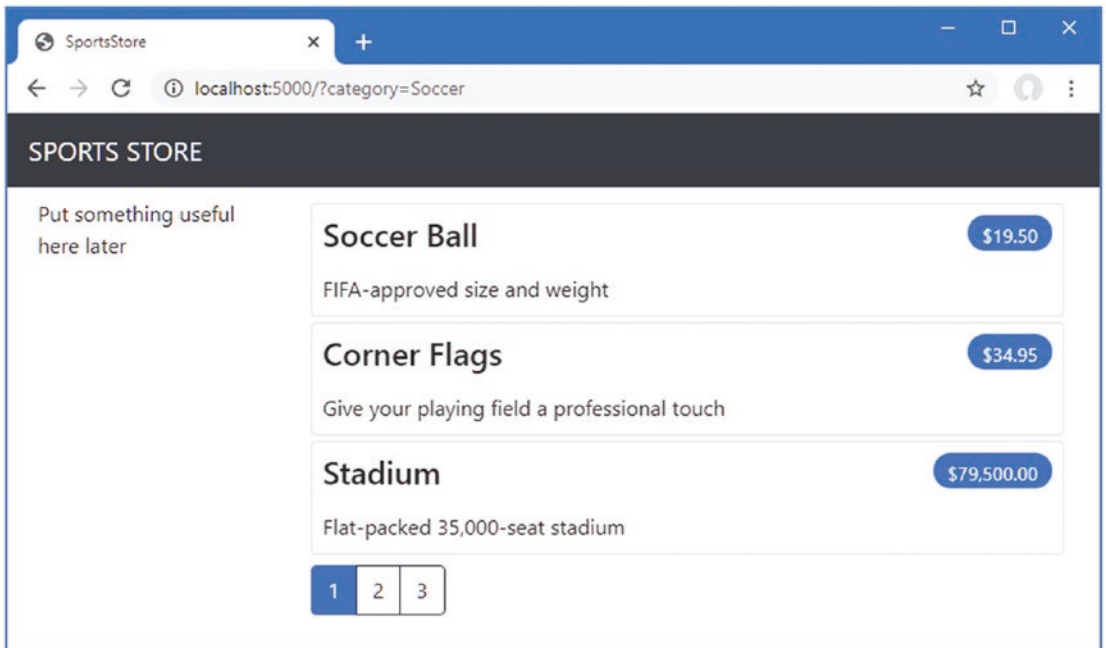 SportsStore
localhost:5000/?category=Soccer
SPORTS STORE
Put something useful
here later
Soccer Ball
$19.50
FIFA-approved size and weight
Corner Flags
$34.95
Give your playing field a professional touch
Stadium
$79,500.00
Flat-packed 35,000-seat stadium
1 2 3